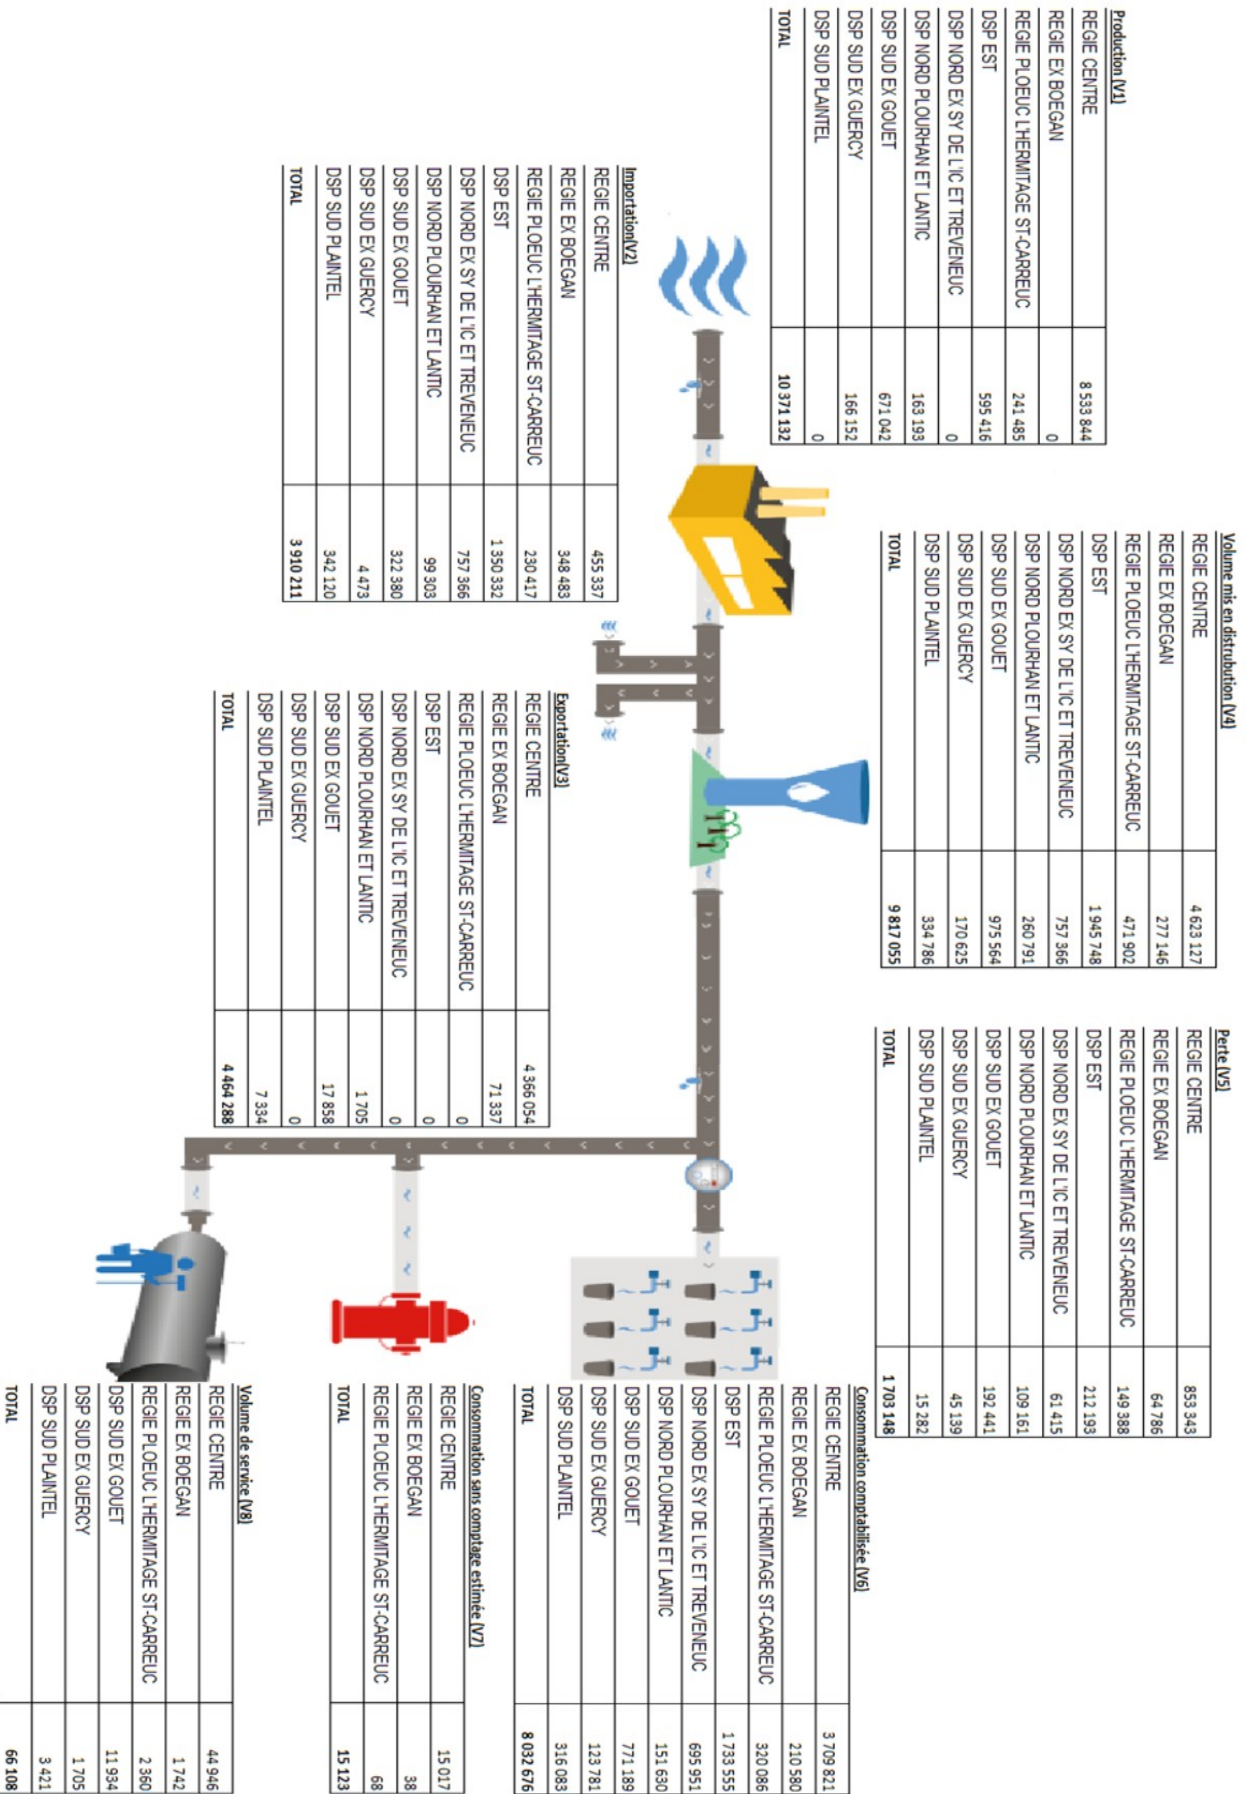 Production (V1)
REGIE CENTRE 8 533 844
REGIE EX BOEGAN 0
REGIE PLOEUC L'HERMITAGE ST-CARREUC 241 485
DSP EST 595 416
DSP NORD EX SY DE L'IC ET TREVENEUC 0
DSP NORD PLOURHAN ET LANTIC 163 193
DSP SUD EX GOUET 671 042
DSP SUD EX GUERCY 166 152
DSP SUD PLAINTEL 0
TOTAL 10 371 132
Volume mis en distrubution (V4)
REGIE CENTRE 4 623 127
REGIE EX BOEGAN 277 146
REGIE PLOEUC L'HERMITAGE ST-CARREUC 471 902
DSP EST 1 945 748
DSP NORD EX SY DE L'IC ET TREVENEUC 757 366
DSP NORD PLOURHAN ET LANTIC 260 791
DSP SUD EX GOUET 975 564
DSP SUD EX GUERCY 170 625
DSP SUD PLAINTEL 334 786
TOTAL 9 817 055
Perte (V5)
REGIE CENTRE 853 343
REGIE EX BOEGAN 64 786
REGIE PLOEUC L'HERMITAGE ST-CARREUC 149 388
DSP EST 212 193
DSP NORD EX SY DE L'IC ET TREVENEUC 61 415
DSP NORD PLOURHAN ET LANTIC 109 161
DSP SUD EX GOUET 192 441
DSP SUD EX GUERCY 45 139
DSP SUD PLAINTEL 15 282
TOTAL 1 703 148
Importation(V2)
REGIE CENTRE 455 337
REGIE EX BOEGAN 348 483
REGIE PLOEUC L'HERMITAGE ST-CARREUC 230 417
DSP EST 1 350 332
DSP NORD EX SY DE L'IC ET TREVENEUC 757 366
DSP NORD PLOURHAN ET LANTIC 99 303
DSP SUD EX GOUET 322 380
DSP SUD EX GUERCY 4 473
DSP SUD PLAINTEL 342 120
TOTAL 3 910 211
Exportation(V3)
REGIE CENTRE 4 366 054
REGIE EX BOEGAN 71 337
REGIE PLOEUC L'HERMITAGE ST-CARREUC 0
DSP EST 0
DSP NORD EX SY DE L'IC ET TREVENEUC 0
DSP NORD PLOURHAN ET LANTIC 1 705
DSP SUD EX GOUET 17 858
DSP SUD EX GUERCY 0
DSP SUD PLAINTEL 7 334
TOTAL 4 464 288
Consommation comptabilisée (V6)
REGIE CENTRE 3 709 821
REGIE EX BOEGAN 210 580
REGIE PLOEUC L'HERMITAGE ST-CARREUC 320 086
DSP EST 1 733 555
DSP NORD EX SY DE L'IC ET TREVENEUC 695 951
DSP NORD PLOURHAN ET LANTIC 151 630
DSP SUD EX GOUET 771 189
DSP SUD EX GUERCY 123 781
DSP SUD PLAINTEL 316 083
TOTAL 8 032 676
Consommation sans comptage estimée (V7)
REGIE CENTRE 15 017
REGIE EX BOEGAN 38
REGIE PLOEUC L'HERMITAGE ST-CARREUC 68
TOTAL 15 123
Volume de service (V8)
REGIE CENTRE 44 946
REGIE EX BOEGAN 1 742
REGIE PLOEUC L'HERMITAGE ST-CARREUC 2 360
DSP SUD EX GOUET 11 934
DSP SUD EX GUERCY 1 705
DSP SUD PLAINTEL 3 421
TOTAL 66 108